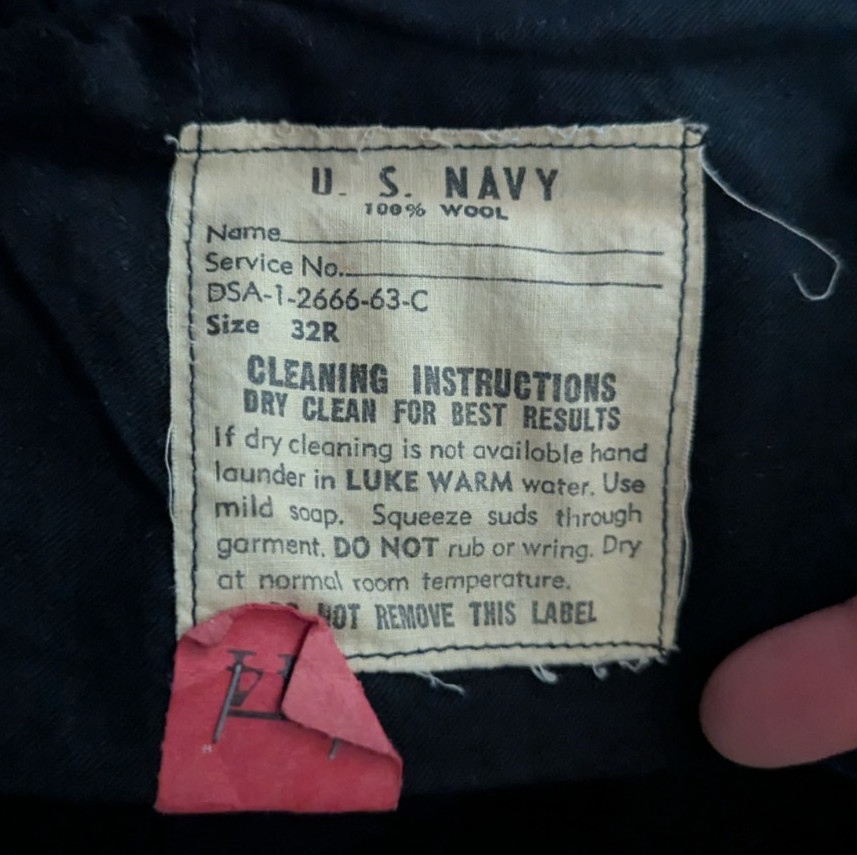 U. S. NAVY
100% WOOL
Name
Service No.
DSA-1-2666-63-C
Size 32R
CLEANING INSTRUCTIONS
DRY CLEAN FOR BEST RESULTS
If dry cleaning is not available hand
launder in LUKE WARM water. Use
mild soap. Squeeze suds through
garment. DO NOT rub or wring. Dry
at normal room temperature.
NOT REMOVE THIS LABEL